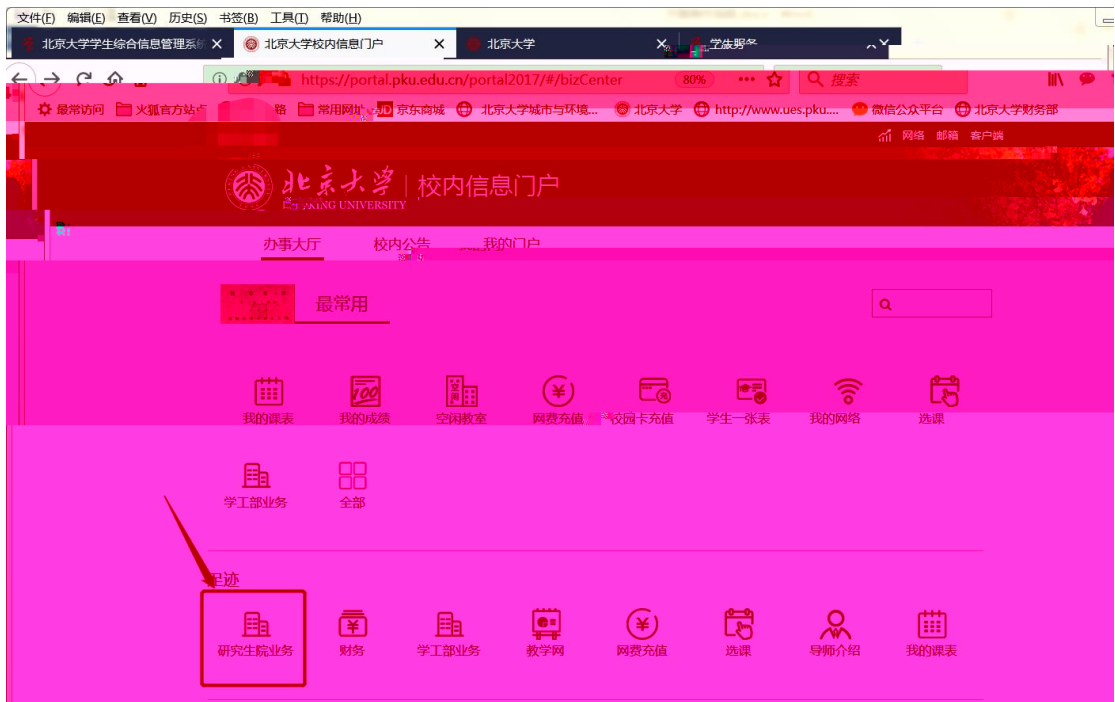 文件(F) 编辑(E) 查看(V) 历史(S) 书签(B) 工具(T) 帮助(H)
北京大学学生综合信息管理系统 × 北京大学校内信息门户 × 北京大学 ×
https://portal.pku.edu.cn/portal2017/#/bizCenter 80% 搜索
最常访问 火狐官方站点 常用网址 JD 京东商城 北京大学城市与环境... 北京大学 http://www.ues.pku.... 微信公众平台 北京大学财务部
网络 邮箱 客户端
北京大学 校内信息门户
PEKING UNIVERSITY
办事大厅 校内公告 我的门户
最常用
我的课表 我的成绩 空闲教室 网费充值 校园卡充值 学生一张表 我的网络 选课
学工部业务 全部
足迹
研究生院业务 财务 学工部业务 教学网 网费充值 选课 导师介绍 我的课表